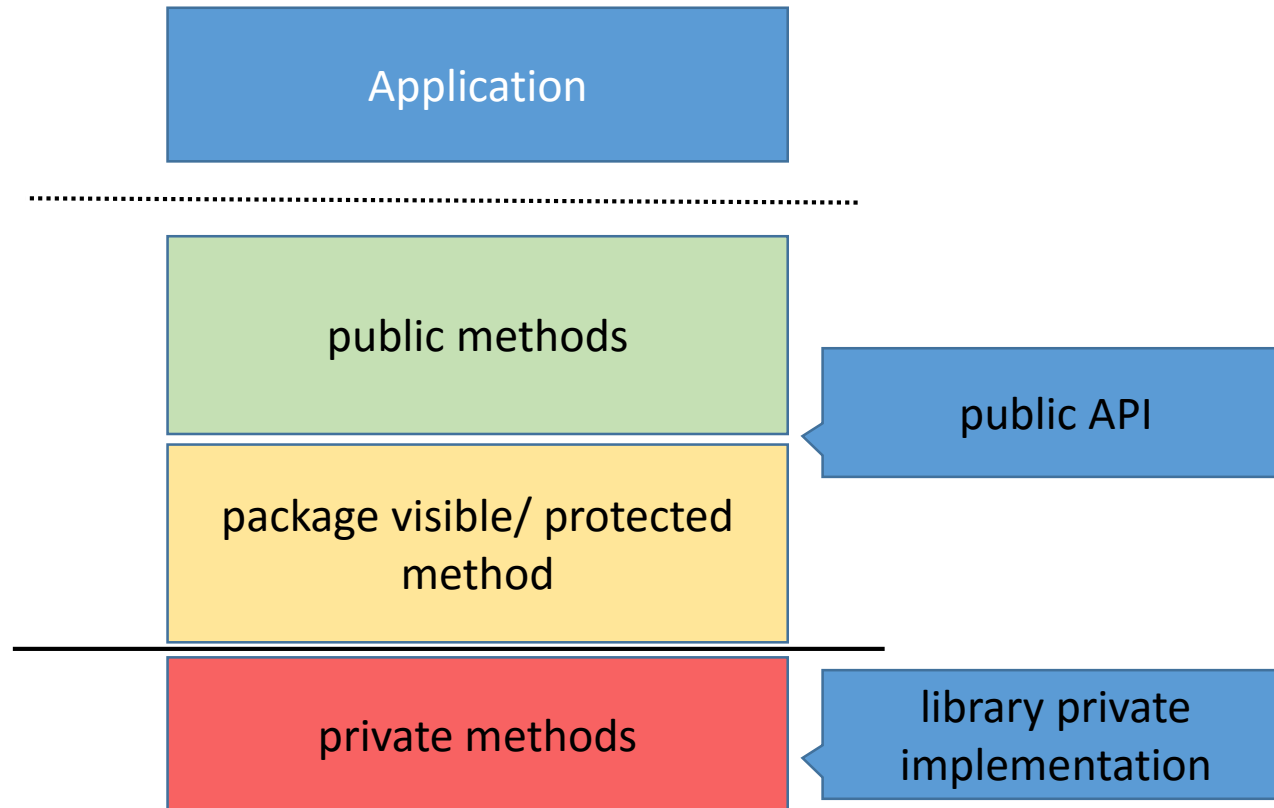 Application
public methods
public API
package visible/ protected
method
private methods
library private
implementation